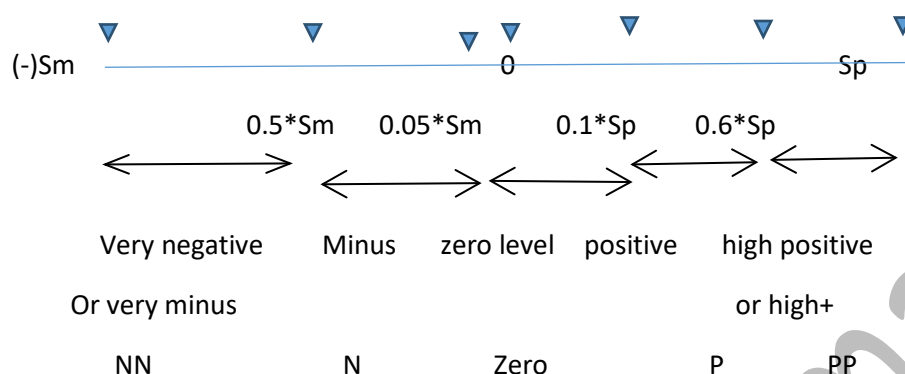 (-)Sm 0 Sp
0.5*Sm 0.05*Sm 0.1*Sp 0.6*Sp
Very negative Minus zero level positive high positive
Or very minus or high+
NN N Zero P PP